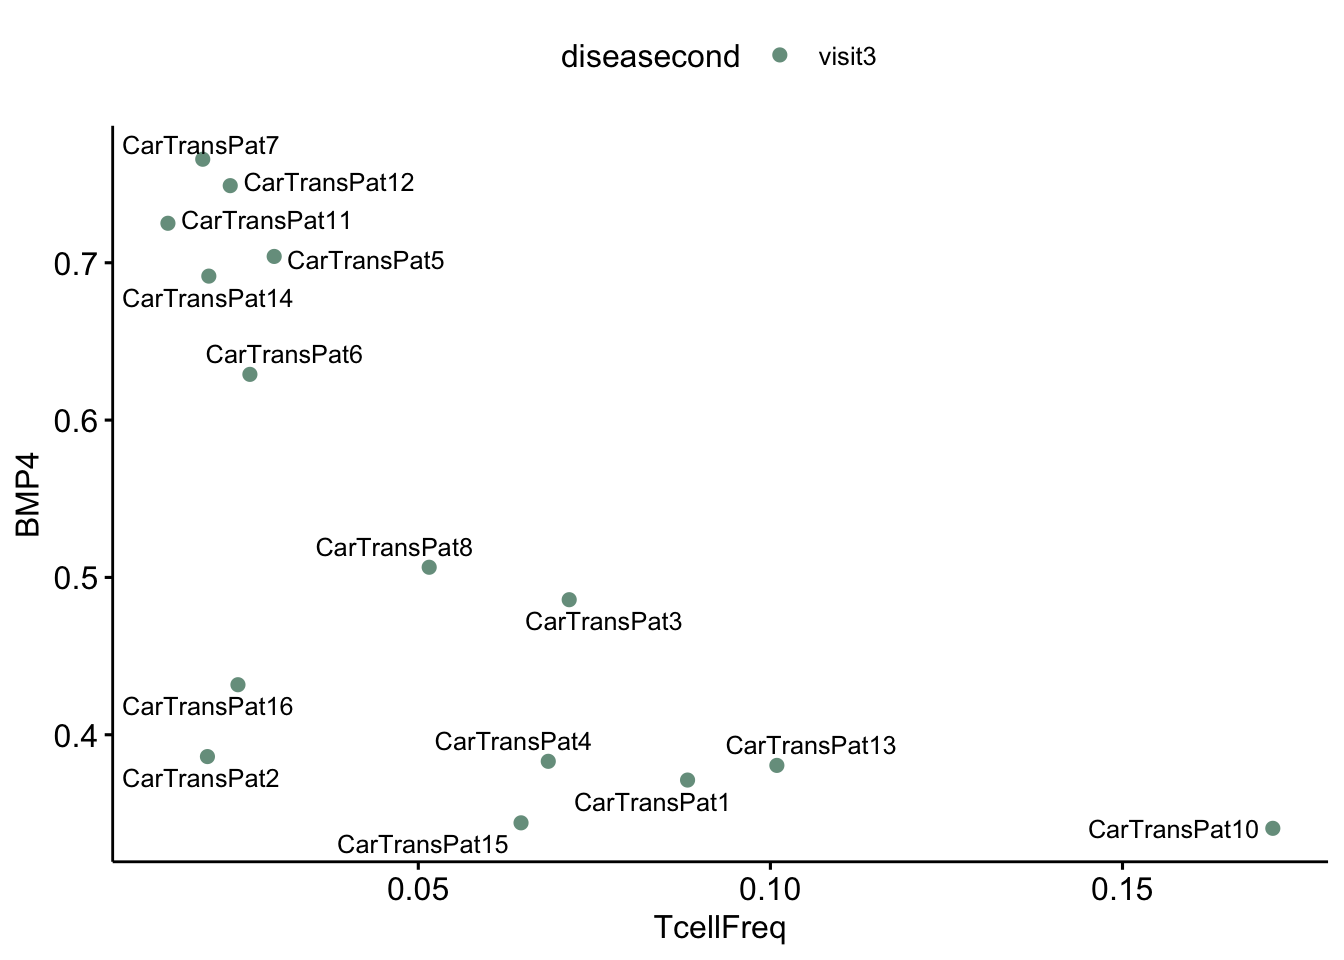 diseasecond visit3
CarTransPat7
CarTransPat12
CarTransPat11
CarTransPat5
CarTransPat14
CarTransPat6
CarTransPat8
CarTransPat3
CarTransPat16
CarTransPat4
CarTransPat13
CarTransPat2
CarTransPat1
CarTransPat10
CarTransPat15
0.7
0.6
0.5
0.4
BMP4
0.05 0.10 0.15
TcellFreq